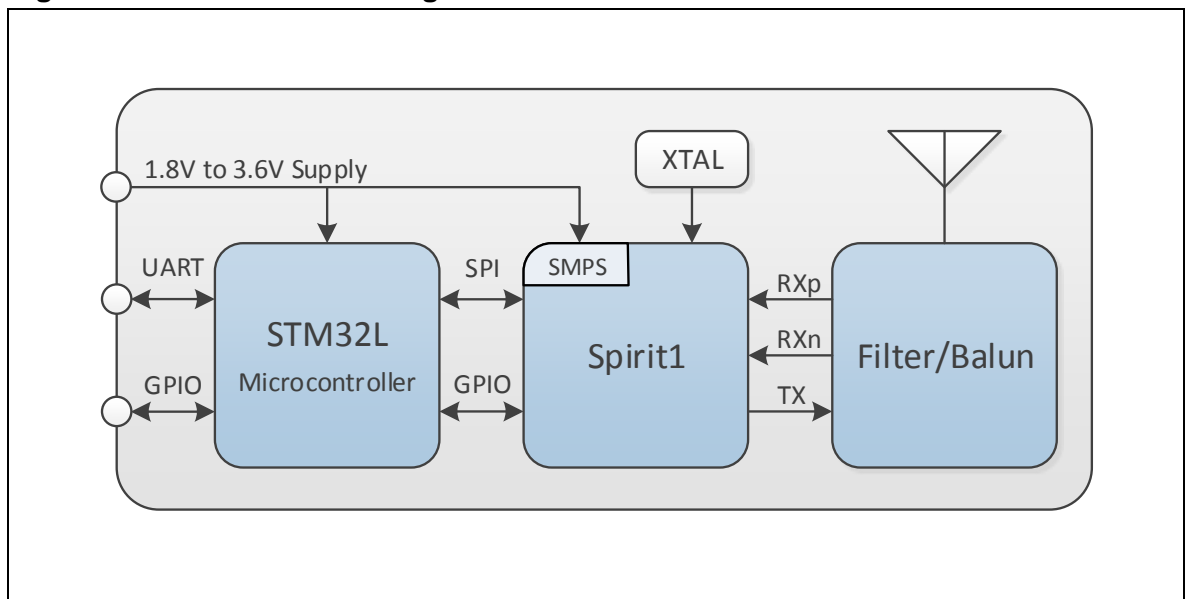 1.8V to 3.6V Supply
XTAL
UART
SPI
SMPS
RXp
STM32L
Microcontroller
Spirit1
RXn
Filter/Balun
GPIO
GPIO
TX